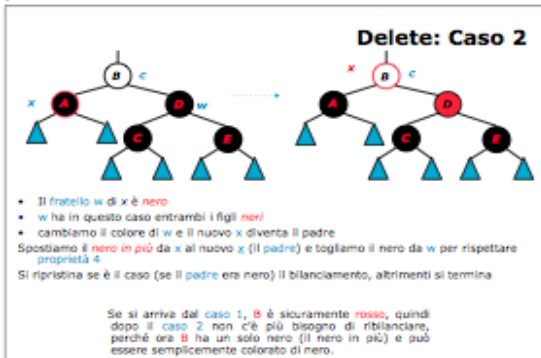 Delete: Caso 2
B c
x B c
x A D w
A D
C E
C E
• Il fratello w di x è nero
• w ha in questo caso entrambi i figli neri
• cambiamo il colore di w e il nuovo x diventa il padre
Spostiamo il nero in più da x al nuovo x (il padre) e togliamo il nero da w per rispettare
proprietà 4
Si ripristina se è il caso (se il padre era nero) il bilanciamento, altrimenti si termina
Se si arriva dal caso 1, B è sicuramente rosso, quindi
dopo il caso 2 non c'è più bisogno di ribilanciare,
perché ora B ha un solo nero (il nero in più) e può
essere semplicemente colorato di nero.